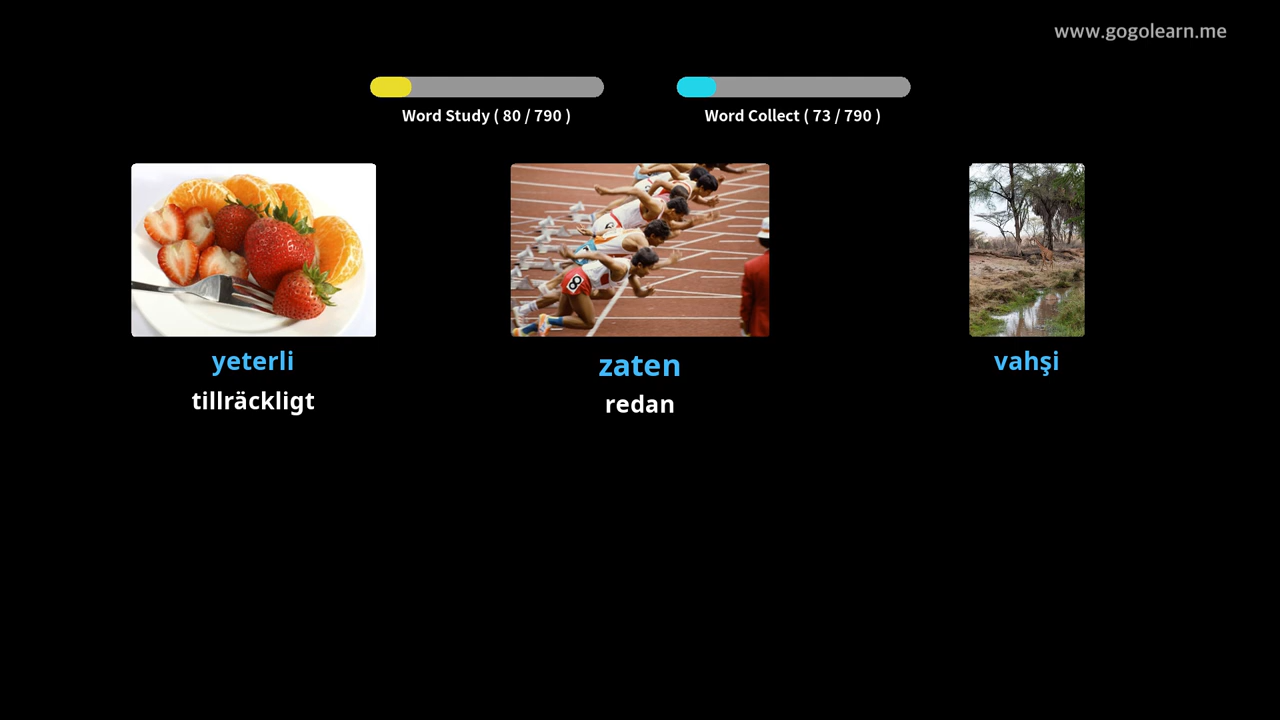 www.gogolearn.me
Word Study ( 80 / 790 )
Word Collect ( 73 / 790 )
yeterli
zaten
vahşi
tillräckligt
redan